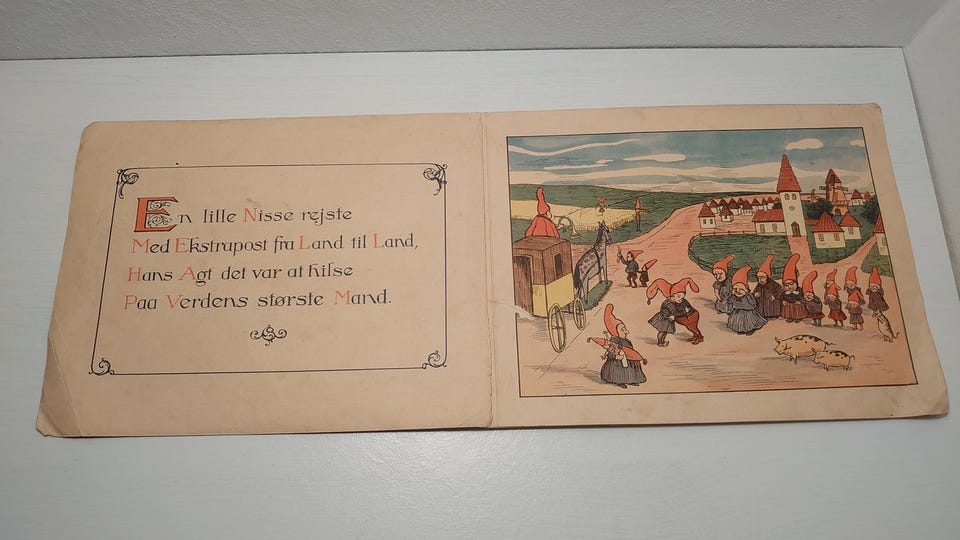 En lille Nisse rejste
Med Ekstrapost fra Land til Land,
Hans Agt det var at hilse
Paa Verdens største Mand.